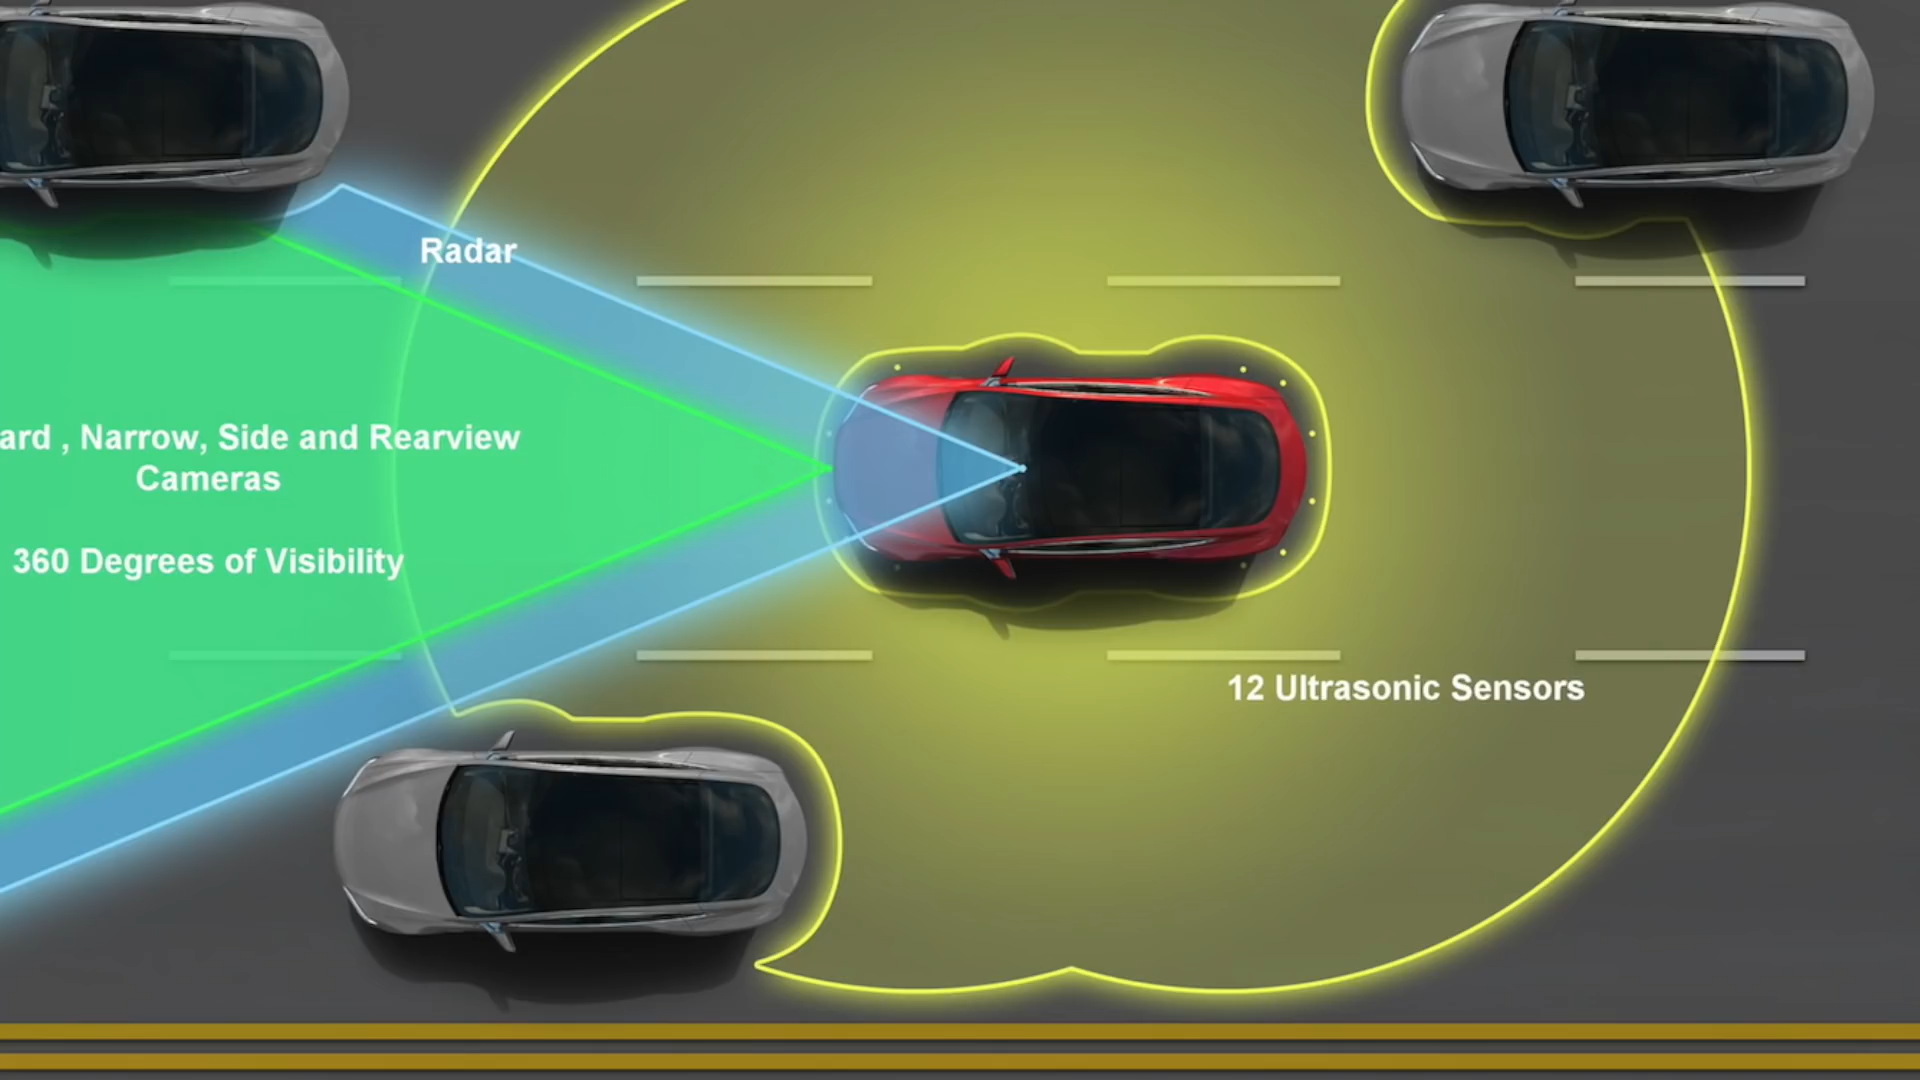 Radar
ard , Narrow, Side and Rearview
Cameras
360 Degrees of Visibility
12 Ultrasonic Sensors